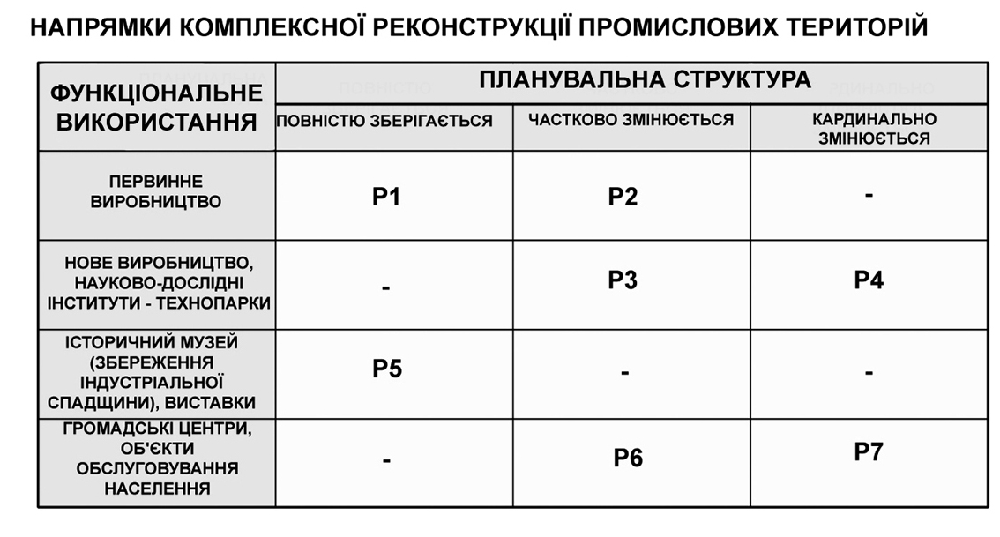 НАПРЯМКИ КОМПЛЕКСНОЇ РЕКОНСТРУКЦІЇ ПРОМИСЛОВИХ ТЕРИТОРІЙ
ФУНКЦІОНАЛЬНЕ
ВИКОРИСТАННЯ
ПЛАНУВАЛЬНА СТРУКТУРА
ПОВНІСТЮ ЗБЕРІГАЄТЬСЯ
ЧАСТКОВО ЗМІНЮЄТЬСЯ
КАРДИНАЛЬНО
ЗМІНЮЄТЬСЯ
ПЕРВИННЕ
ВИРОБНИЦТВО
Р1
Р2
-
НОВЕ ВИРОБНИЦТВО,
НАУКОВО-ДОСЛІДНІ
ІНСТИТУТИ - ТЕХНОПАРКИ
-
Р3
Р4
ІСТОРИЧНИЙ МУЗЕЙ
(ЗБЕРЕЖЕННЯ
ІНДУСТРІАЛЬНОЇ
СПАДЩИНИ), ВИСТАВКИ
Р5
-
-
ГРОМАДСЬКІ ЦЕНТРИ,
ОБ'ЄКТИ
ОБСЛУГОВУВАННЯ
НАСЕЛЕННЯ
-
Р6
Р7